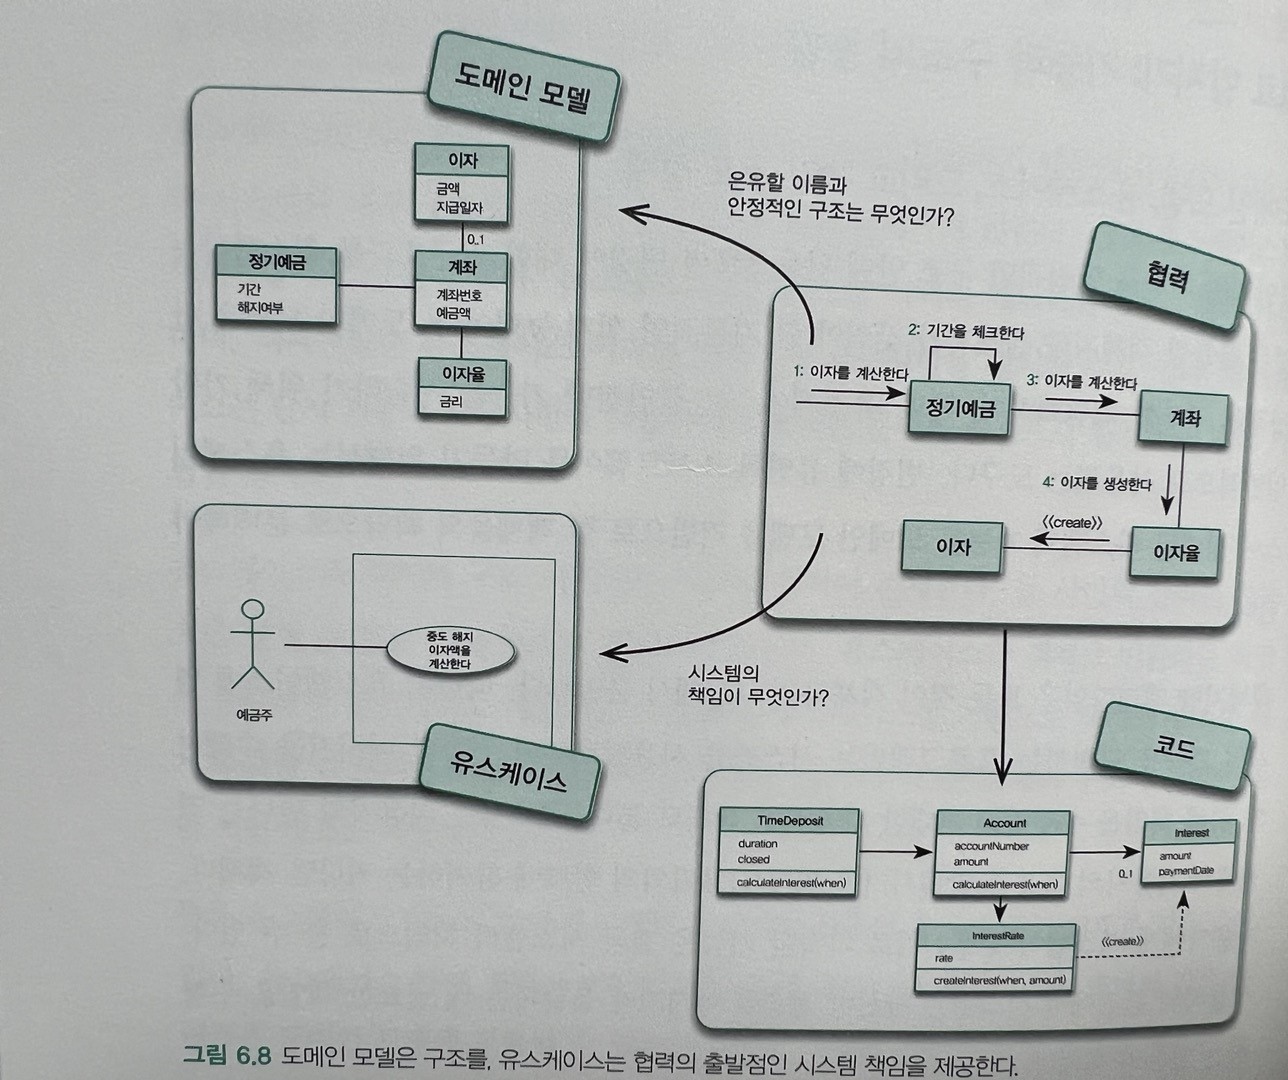 도메인 모델
이자
금액
지급일자
0..1
정기예금
기간
해지여부
계좌
계좌번호
예금액
이자율
금리
은유할 이름과
안정적인 구조는 무엇인가?
협력
1: 이자를 계산한다
2: 기간을 체크한다
정기예금
3: 이자를 계산한다
계좌
4: 이자를 생성한다
이자율
《create》
이자
예금주
중도 해지
이자액을
계산한다
유스케이스
시스템의
책임이 무엇인가?
코드
TimeDeposit
duration
closed
calculateInterest(when)
Account
accountNumber
amount
calculateInterest(when)
0..1
Interest
amount
paymentDate
InterestRate
rate
createInterest(when, amount)
《create》
그림 6.8 도메인 모델은 구조를, 유스케이스는 협력의 출발점인 시스템 책임을 제공한다.